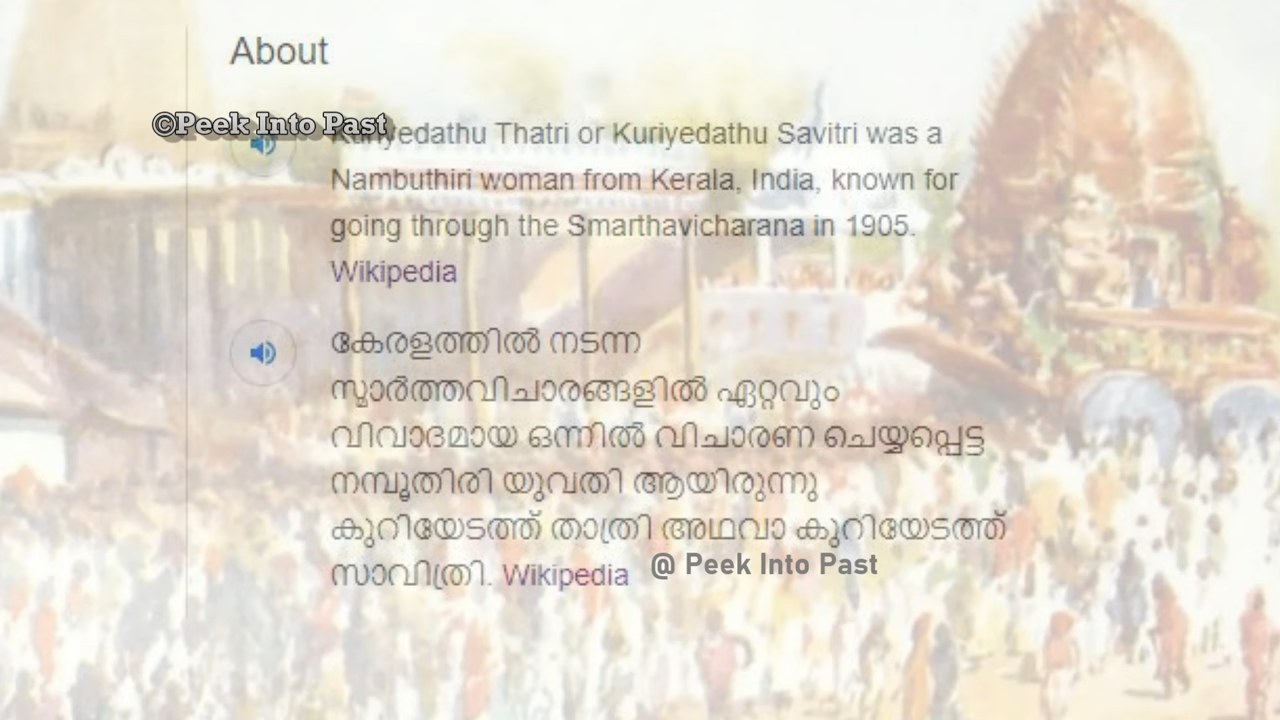 About
©Peek Into Past
Kuriyedathu Thatri or Kuriyedathu Savitri was a
Nambuthiri woman from Kerala, India, known for
going through the Smarthavicharana in 1905.
Wikipedia
കേരളത്തിൽ നടന്ന
സ്മാർത്തവിചാരങ്ങളിൽ ഏറ്റവും
വിവാദമായ ഒന്നിൽ വിചാരണ ചെയ്യപ്പെട്ട
നമ്പൂതിരി യുവതി ആയിരുന്നു
കുറിയേടത്ത് താത്രി അഥവാ കുറിയേടത്ത്
സാവിത്രി. Wikipedia
@ Peek Into Past